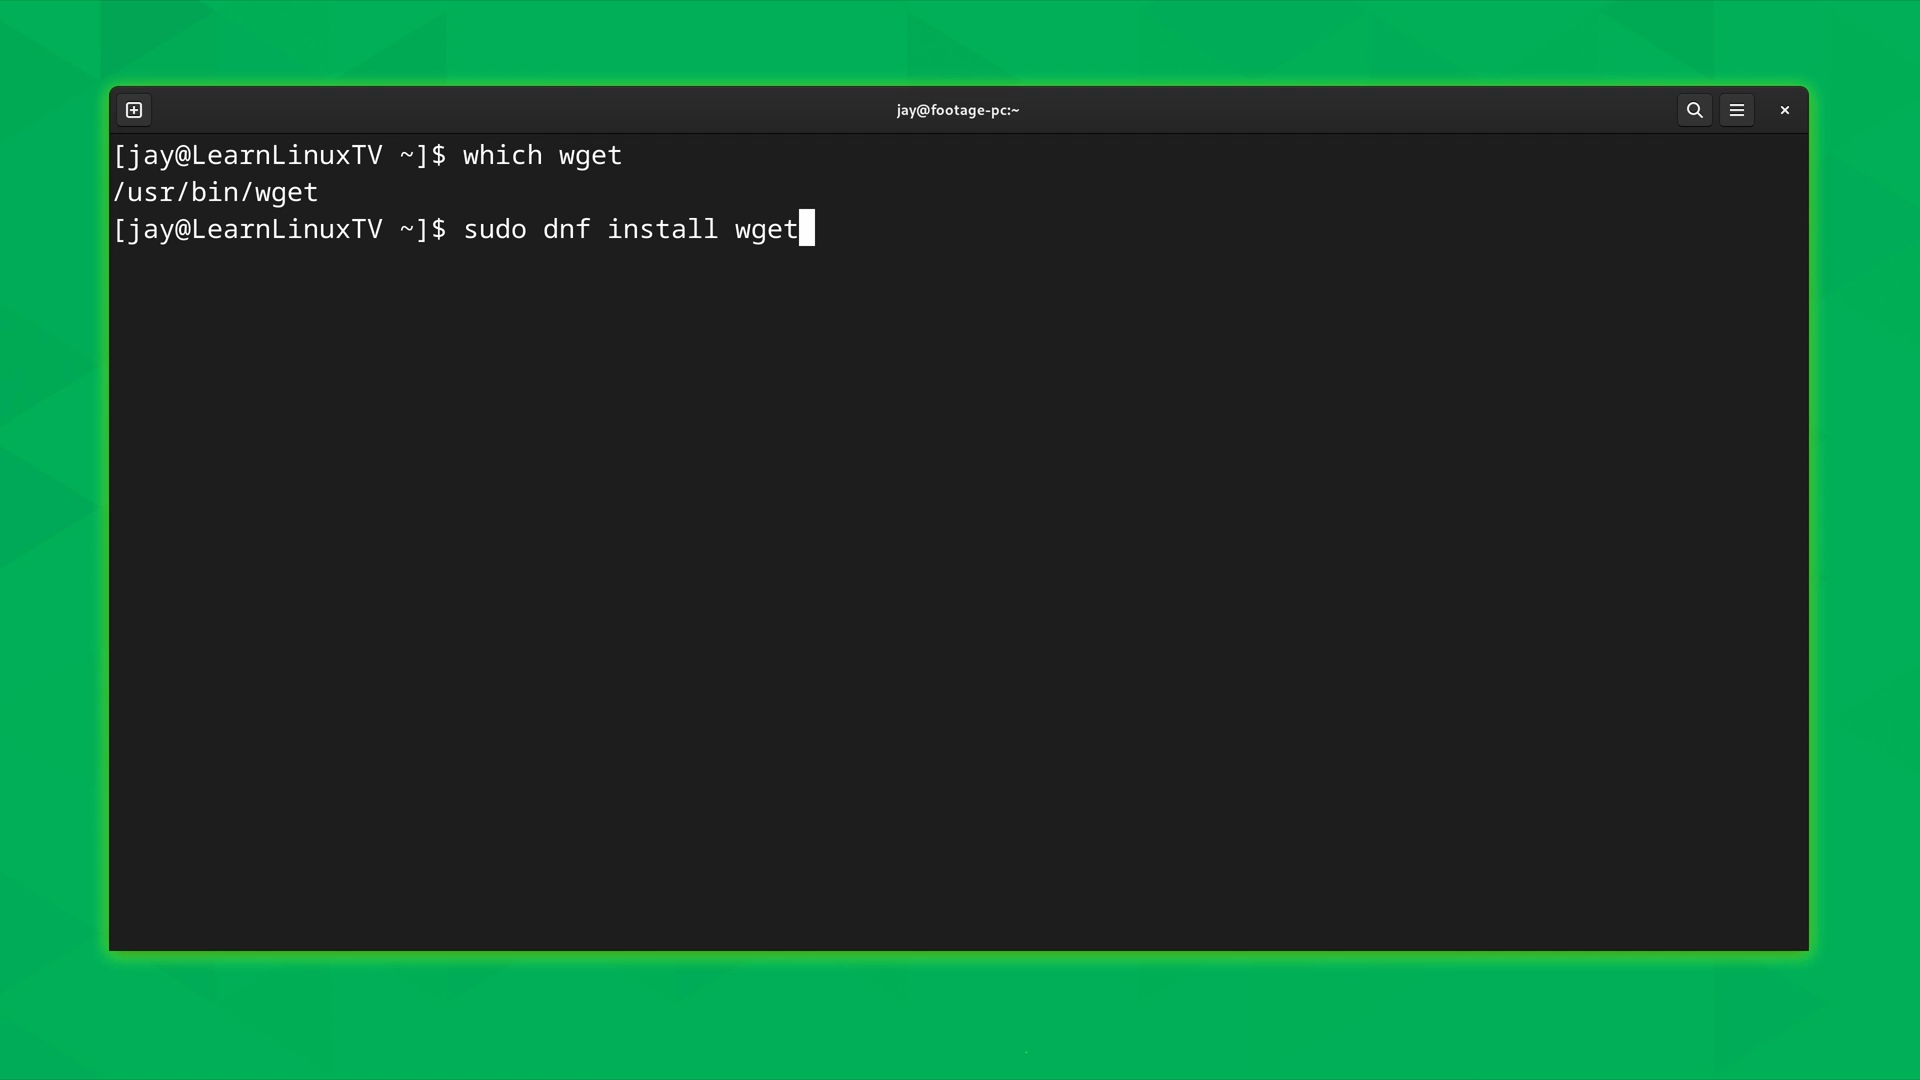 jay@footage-pc:~
[jay@LearnLinuxTV ~]$ which wget
/usr/bin/wget
[jay@LearnLinuxTV ~]$ sudo dnf install wget